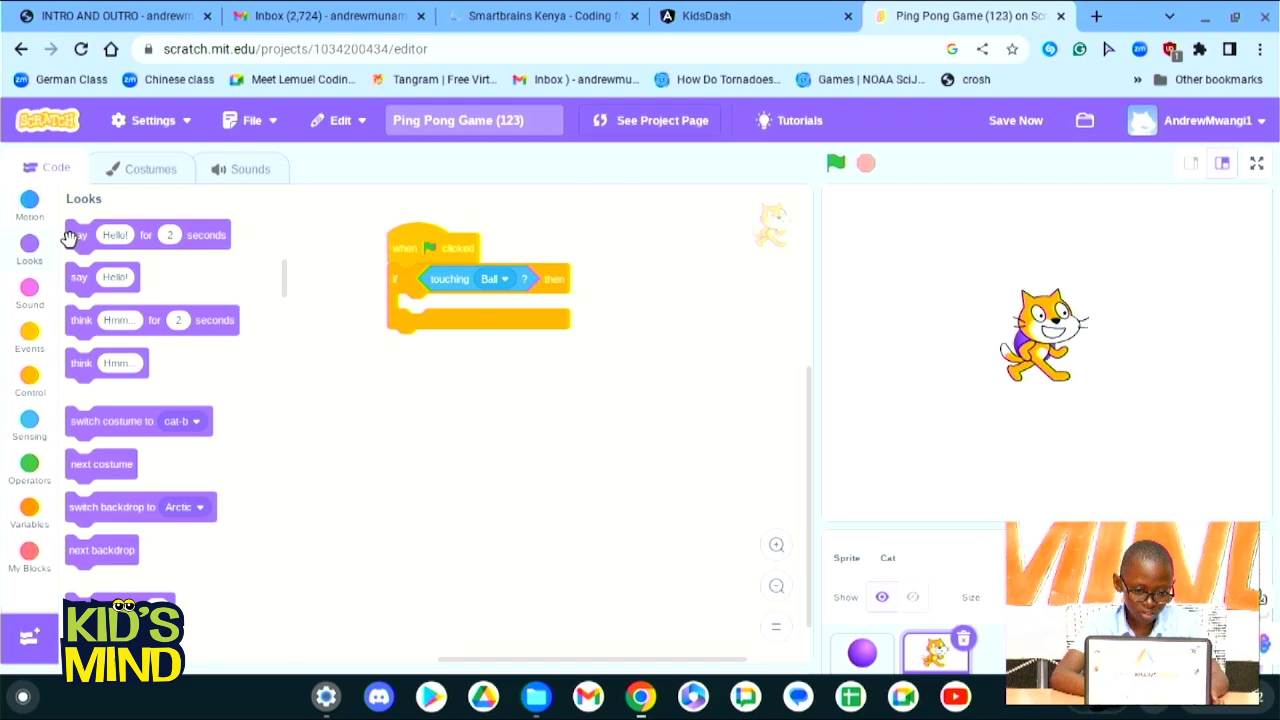 INTRO AND OUTRO - andrewm
Inbox (2,724) - andrewmunam
Smartbrains Kenya - Coding fo
KidsDash
Ping Pong Game (123) on Scr
scratch.mit.edu/projects/1034200434/editor
German Class
Chinese class
Meet Lemuel Codin...
Tangram | Free Virt...
Inbox ) - andrewmu...
How Do Tornadoes...
Games | NOAA SciJ...
crosh
Other bookmarks
SCRATCH
Settings
File
Edit
Ping Pong Game (123)
See Project Page
Tutorials
Save Now
AndrewMwangi1
Code
Costumes
Sounds
Motion
Looks
Sound
Events
Control
Sensing
Operators
Variables
My Blocks
Looks
say Hello! for 2 seconds
say Hello!
think Hmm... for 2 seconds
think Hmm...
switch costume to cat-b
next costume
switch backdrop to Arctic
next backdrop
when clicked
if touching Ball ? then
Sprite Cat
Show Size
KID'S
MIND
MIND